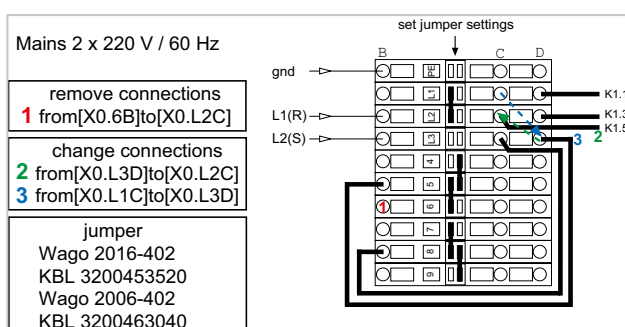 Mains 2 x 220 V / 60 Hz
remove connections
1 from[X0.6B]to[X0.L2C]
change connections
2 from[X0.L3D]to[X0.L2C]
3 from[X0.L1C]to[X0.L3D]
jumper
Wago 2016-402
KBL 3200453520
Wago 2006-402
KBL 3200463040
set jumper settings
B C D
gnd PE
L1 K1.1
L1(R) L2 K1.3
K1.5
L2(S) L3 3 2
4
5
1 6
7
8
9